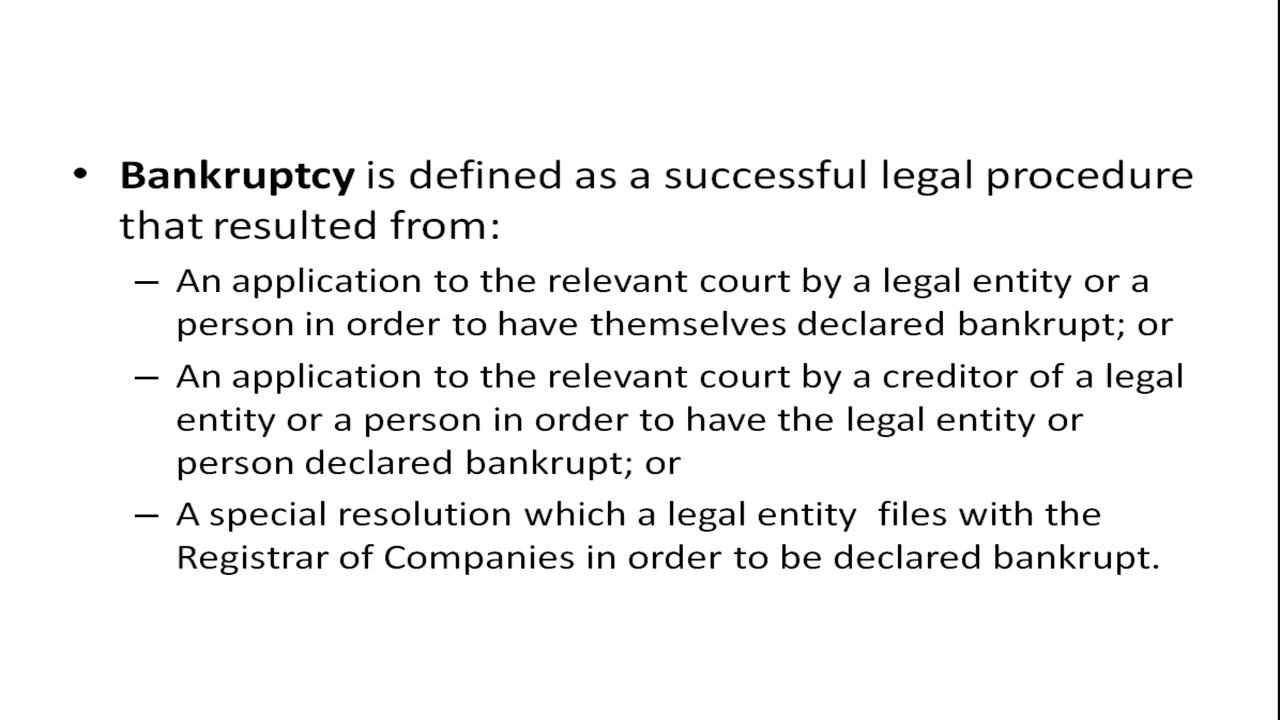 • Bankruptcy is defined as a successful legal procedure
that resulted from:
– An application to the relevant court by a legal entity or a
person in order to have themselves declared bankrupt; or
– An application to the relevant court by a creditor of a legal
entity or a person in order to have the legal entity or
person declared bankrupt; or
– A special resolution which a legal entity  files with the
Registrar of Companies in order to be declared bankrupt.